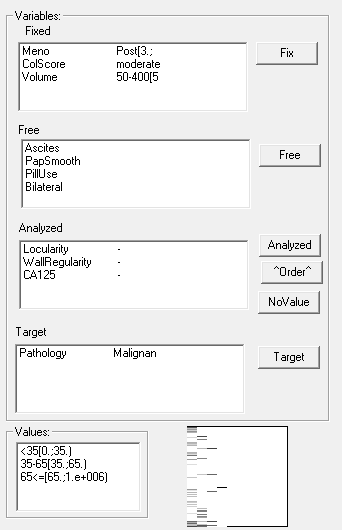 Variables:
Fixed
Meno Post[3.;
ColScore moderate
Volume 50-400[5
Fix
Free
Ascites
PapSmooth
PillUse
Bilateral
Free
Analyzed
Locularity -
WallRegularity -
CA125 -
Analyzed
^Order^
NoValue
Target
Pathology Malignan
Target
Values:
<35[0.;35.)
35-65[35.;65.)
65<=[65.;1.e+006)